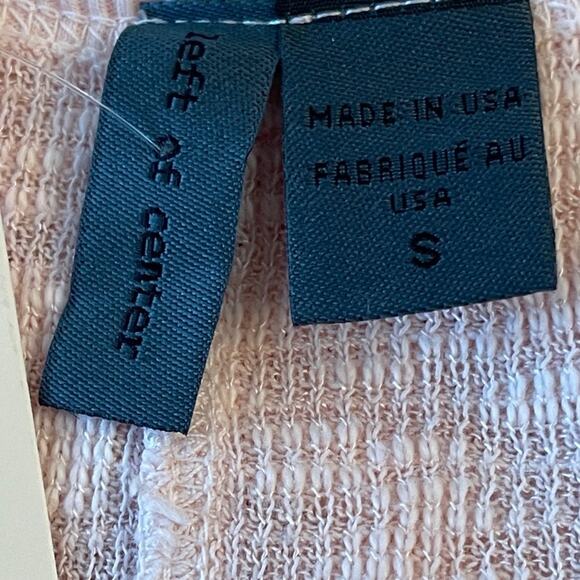 left of center
MADE IN USA
FABRIQUÉ AU
USA
S